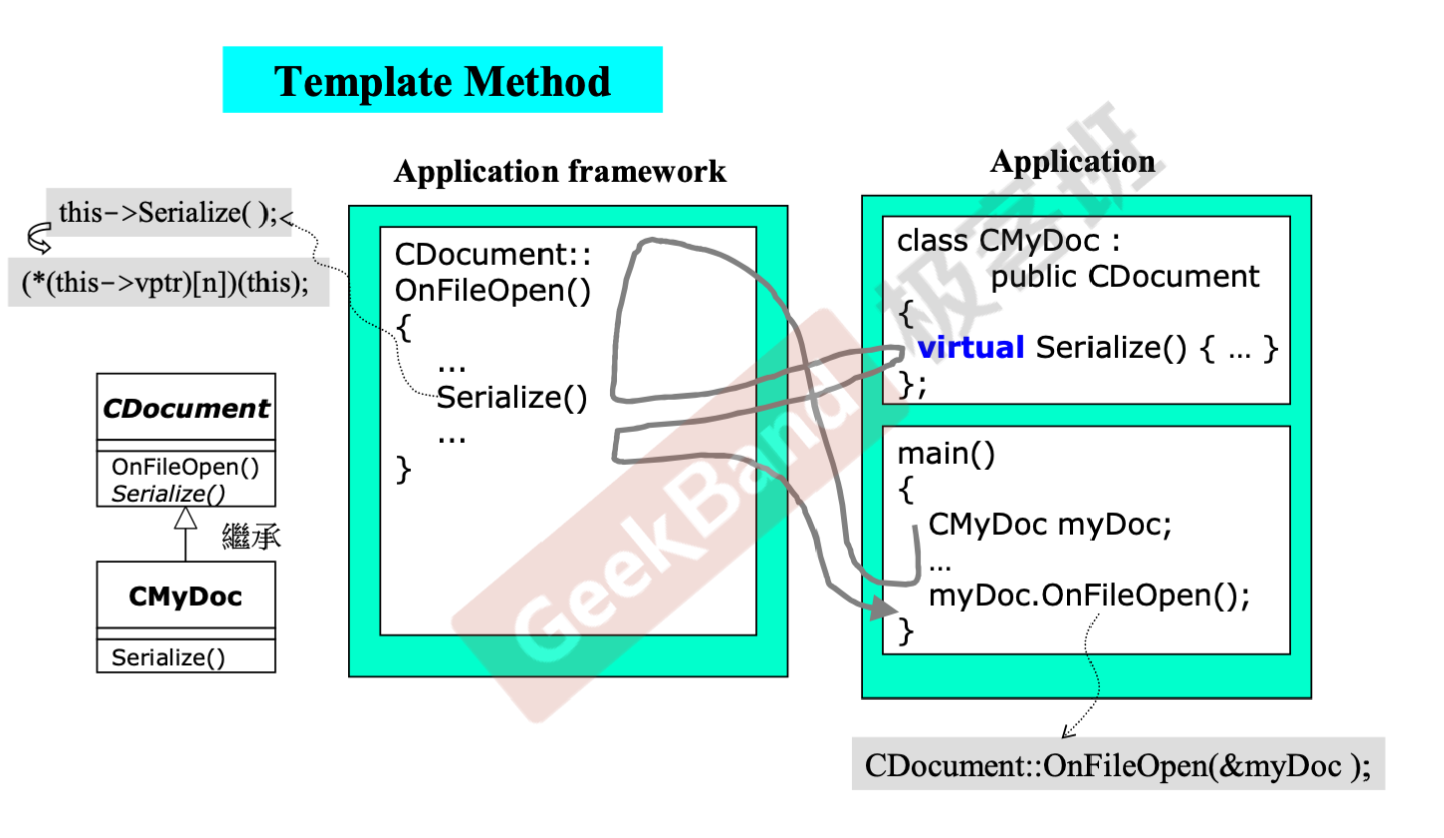 Template Method
Application framework
Application
this->Serialize( );
(*(this->vptr)[n])(this);
CDocument::
OnFileOpen()
{
...
Serialize()
...
}
class CMyDoc :
public CDocument
{
virtual Serialize() { … }
};
main()
{
CMyDoc myDoc;
…
myDoc.OnFileOpen();
}
CDocument::OnFileOpen(&myDoc );
CDocument
OnFileOpen()
Serialize()
繼承
CMyDoc
Serialize()
GeekBand 极客班